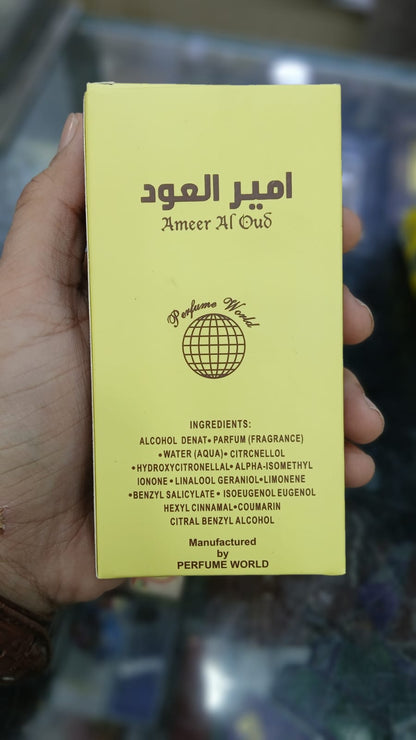 امير العود
Ameer Al Oud
Perfume World
INGREDIENTS:
ALCOHOL DENAT• PARFUM (FRAGRANCE)
•WATER (AQUA)• CITRCNELLOL
•HYDROXYCITRONELLAL•ALPHA-ISOMETHYL
IONONE•LINALOOL GERANIOL•LIMONENE
•BENZYL SALICYLATE• ISOEUGENOL EUGENOL
HEXYL CINNAMAL•COUMARIN
CITRAL BENZYL ALCOHOL
Manufactured
by
PERFUME WORLD